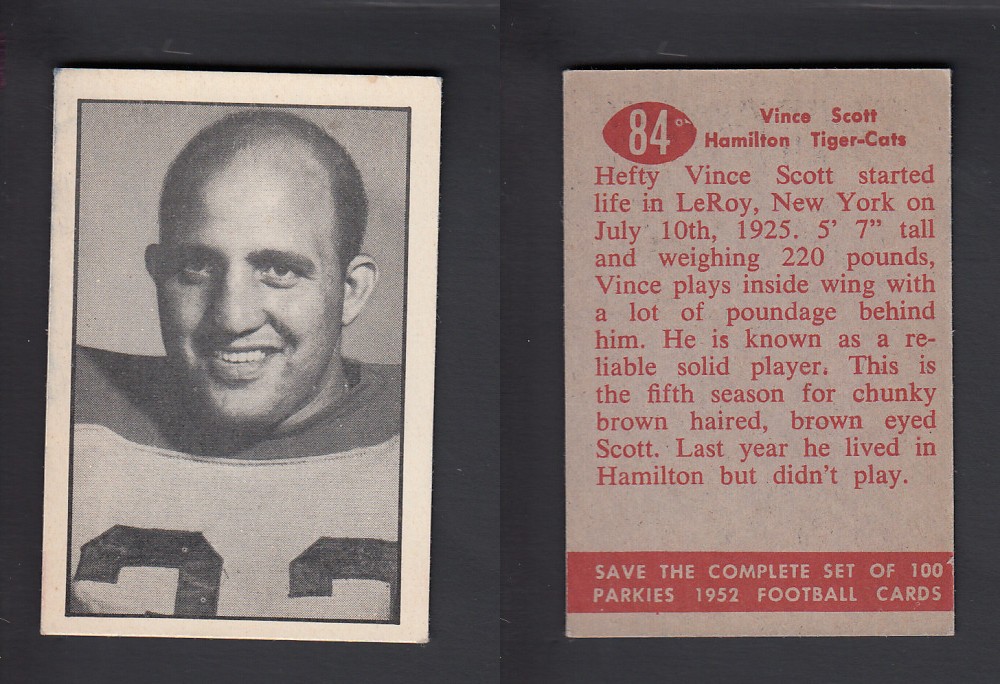 84
Vince Scott
Hamilton Tiger-Cats
Hefty Vince Scott started
life in LeRoy, New York on
July 10th, 1925. 5' 7" tall
and weighing 220 pounds,
Vince plays inside wing with
a lot of poundage behind
him. He is known as a re-
liable solid player. This is
the fifth season for chunky
brown haired, brown eyed
Scott. Last year he lived in
Hamilton but didn't play.
SAVE THE COMPLETE SET OF 100
PARKIES 1952 FOOTBALL CARDS